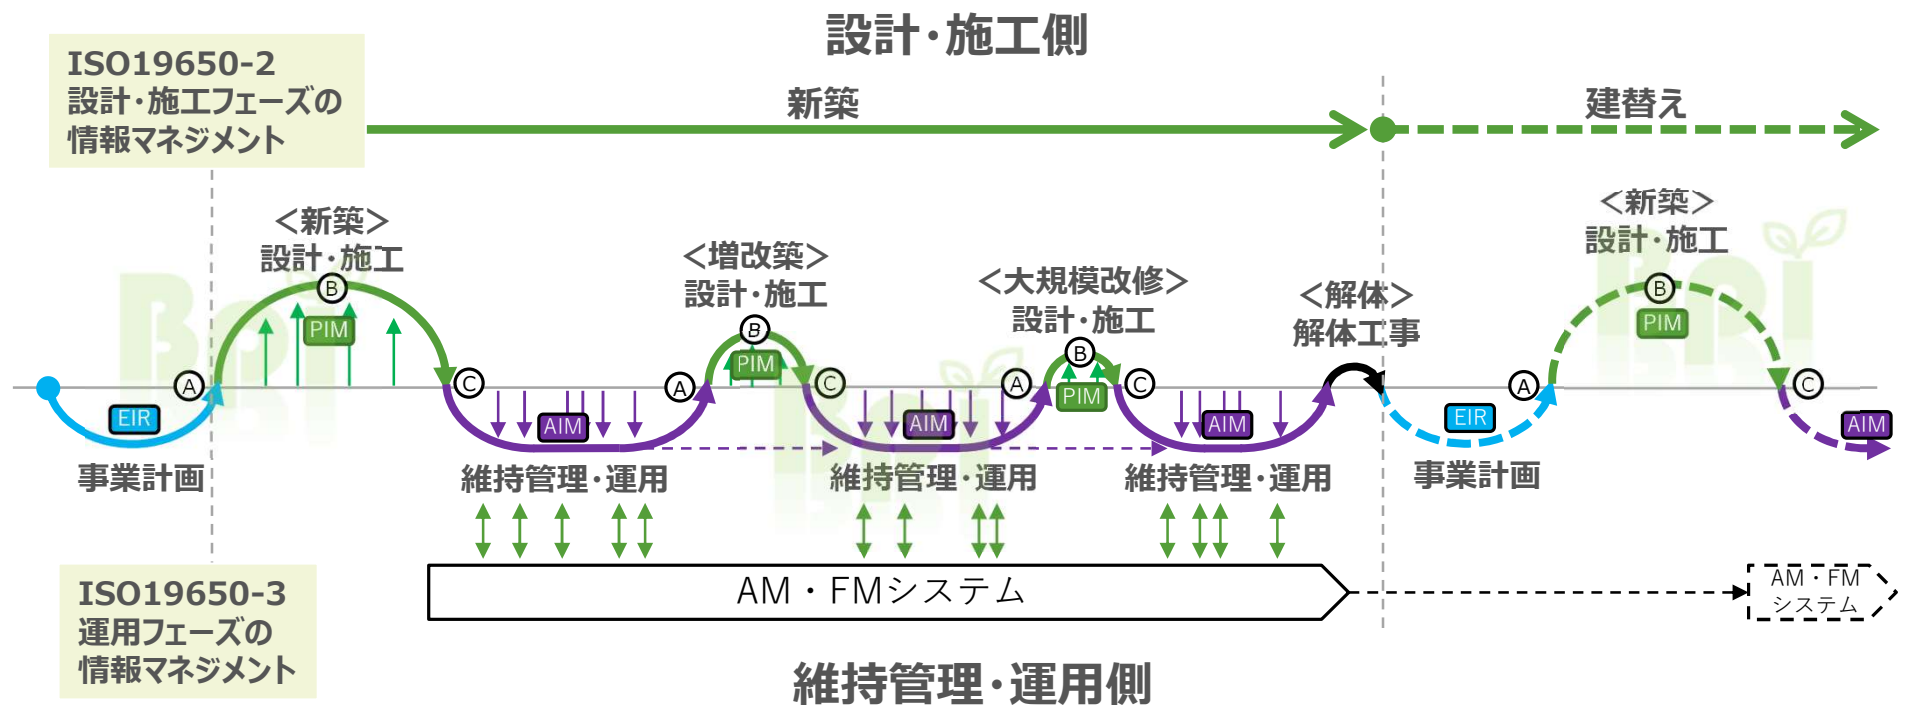 設計・施工側
ISO19650-2
設計・施工フェーズの
情報マネジメント
新築
建替え
＜新築＞
設計・施工
＜増改築＞
設計・施工
＜大規模改修＞
設計・施工
＜解体＞
解体工事
＜新築＞
設計・施工
B
PIM
B
PIM
B
PIM
B
PIM
A
C
A
C
A
C
A
C
EIR
AIM
AIM
AIM
EIR
AIM
事業計画
維持管理・運用
維持管理・運用
維持管理・運用
事業計画
AM・FMシステム
AM・FM
システム
ISO19650-3
運用フェーズの
情報マネジメント
維持管理・運用側
Bpi
Bpi
Bpi